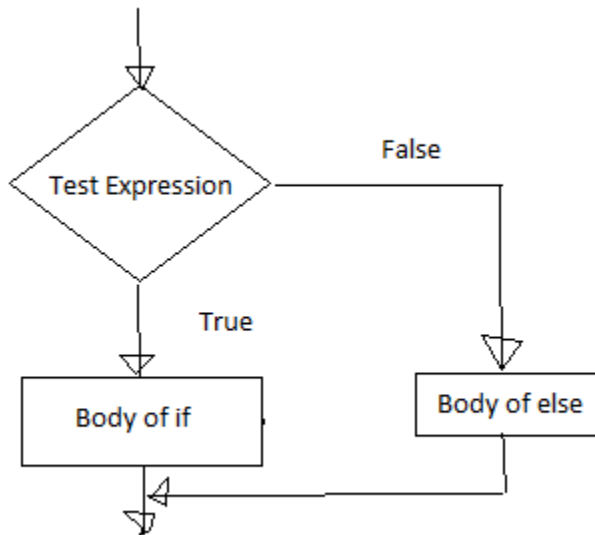 False
Test Expression
True
Body of if
Body of else